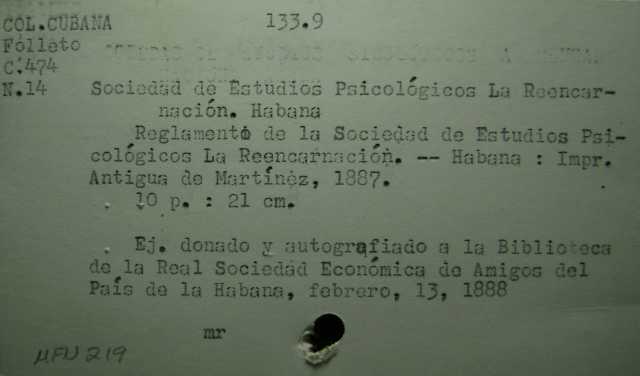 COL.CUBANA 133.9
Folleto
C.474
N.14 Sociedad de Estudios Psicológicos La Reencar-
nación. Habana
Reglamento de la Sociedad de Estudios Psi-
cológicos La Reencarnación. -- Habana : Impr.
Antigua de Martínez, 1887.
10 p. : 21 cm.
Ej. donado y autografiado a la Biblioteca
de la Real Sociedad Económica de Amigos del
País de la Habana, febrero, 13, 1888
mr
MFN 219